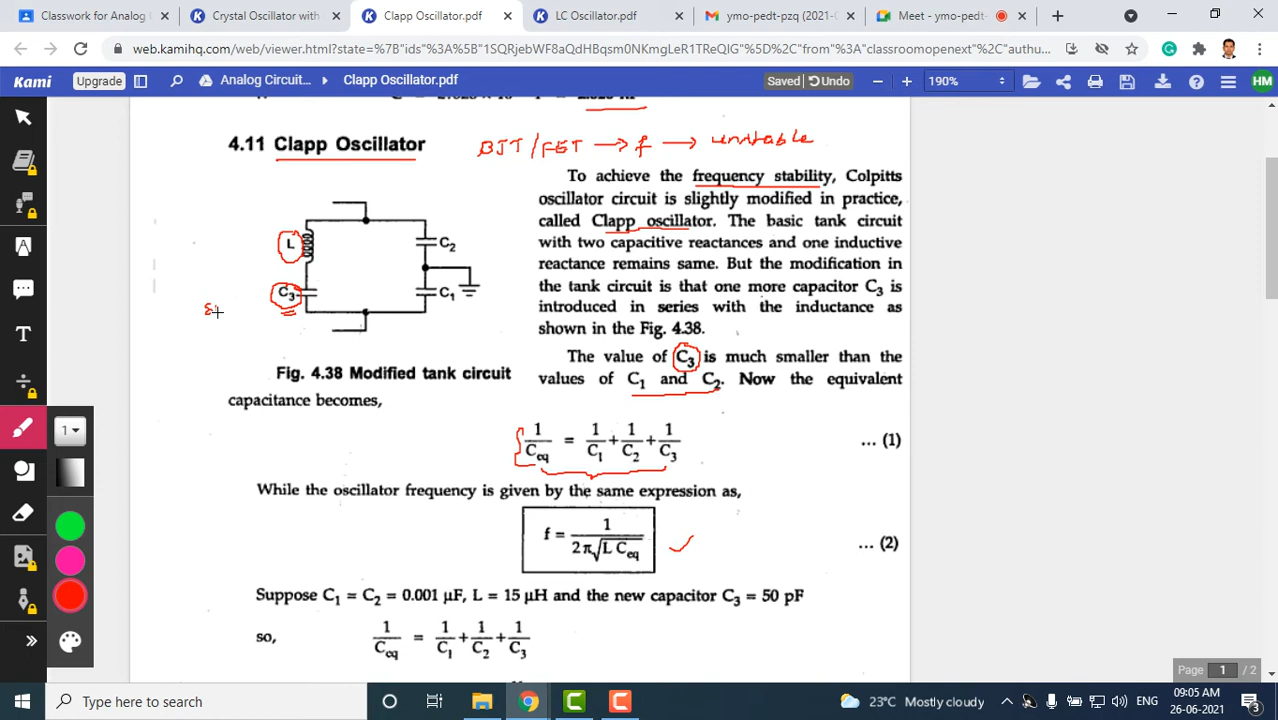 Classwork for Analog C
Crystal Oscillator with
Clapp Oscillator.pdf
LC Oscillator.pdf
ymo-pedt-pzq (2021-
Meet - ymo-pedt-
web.kamihq.com/web/viewer.html?state=%7B"ids"%3A%5B"1SQRjebWF8aQdHBqsm0NKmgLeR1TReQIG"%5D%2C"from"%3A"classroomopenext"%2C"authu...
Kami Upgrade Analog Circuit... Clapp Oscillator.pdf Saved Undo 190% HM
4.11 Clapp Oscillator BJT/FET → f → unstable
To achieve the frequency stability, Colpitts
oscillator circuit is slightly modified in practice,
called Clapp oscillator. The basic tank circuit
with two capacitive reactances and one inductive
reactance remains same. But the modification in
the tank circuit is that one more capacitor C3 is
introduced in series with the inductance as
shown in the Fig. 4.38.
L
C2
C3
C1
Fig. 4.38 Modified tank circuit
The value of C3 is much smaller than the
values of C1 and C2. Now the equivalent
capacitance becomes,
1/Ceq = 1/C1 + 1/C2 + 1/C3 ... (1)
While the oscillator frequency is given by the same expression as,
f = 1/2π√L Ceq ... (2)
Suppose C1 = C2 = 0.001 μF, L = 15 μH and the new capacitor C3 = 50 pF
so, 1/Ceq = 1/C1 + 1/C2 + 1/C3
1
Page 1 / 2
Type here to search
23°C Mostly cloudy
ENG
09:05 AM
26-06-2021
3